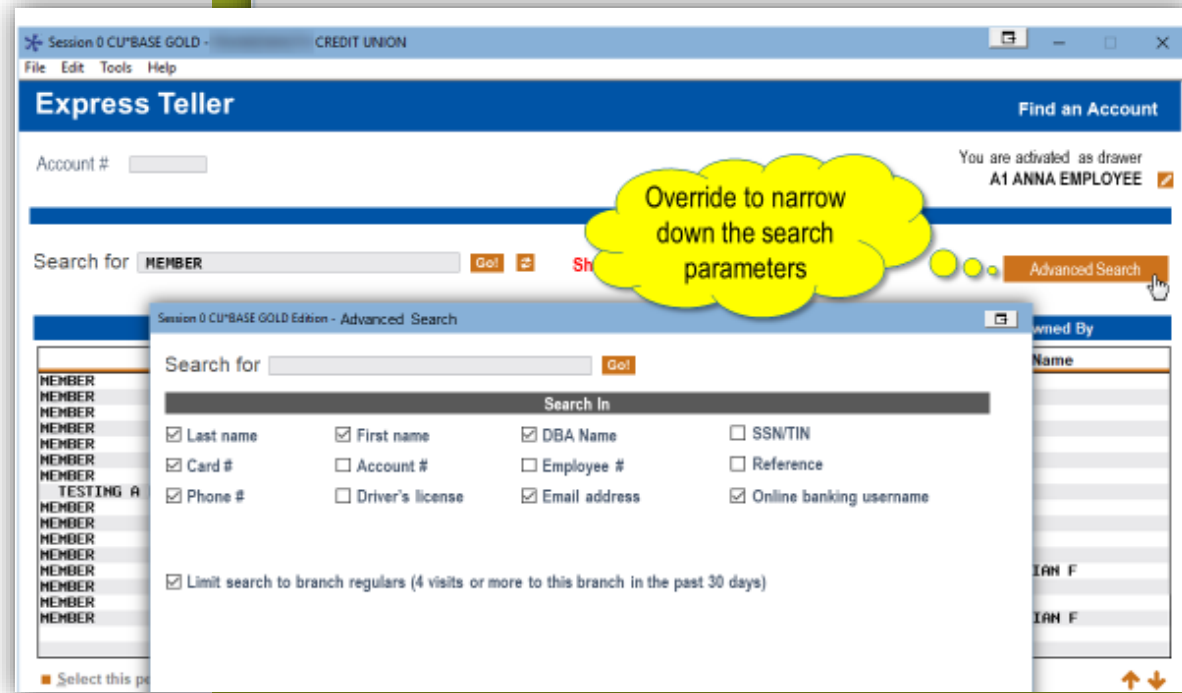 Session 0 CU*BASE GOLD - CREDIT UNION
File Edit Tools Help
Express Teller
Find an Account
Account #
You are activated as drawer
A1 ANNA EMPLOYEE
Override to narrow
down the search
parameters
Search for MEMBER Go! Sh
Advanced Search
Session 0 CU*BASE GOLD Edition - Advanced Search
wned By
Name
Search for Go!
Search In
Last name First name DBA Name SSN/TIN
Card # Account # Employee # Reference
Phone # Driver's license Email address Online banking username
Limit search to branch regulars (4 visits or more to this branch in the past 30 days)
MEMBER
MEMBER
MEMBER
MEMBER
MEMBER
MEMBER
MEMBER
TESTING A
MEMBER
MEMBER
MEMBER
MEMBER
MEMBER
IAN F
MEMBER
MEMBER
MEMBER
IAN F
Select this pe